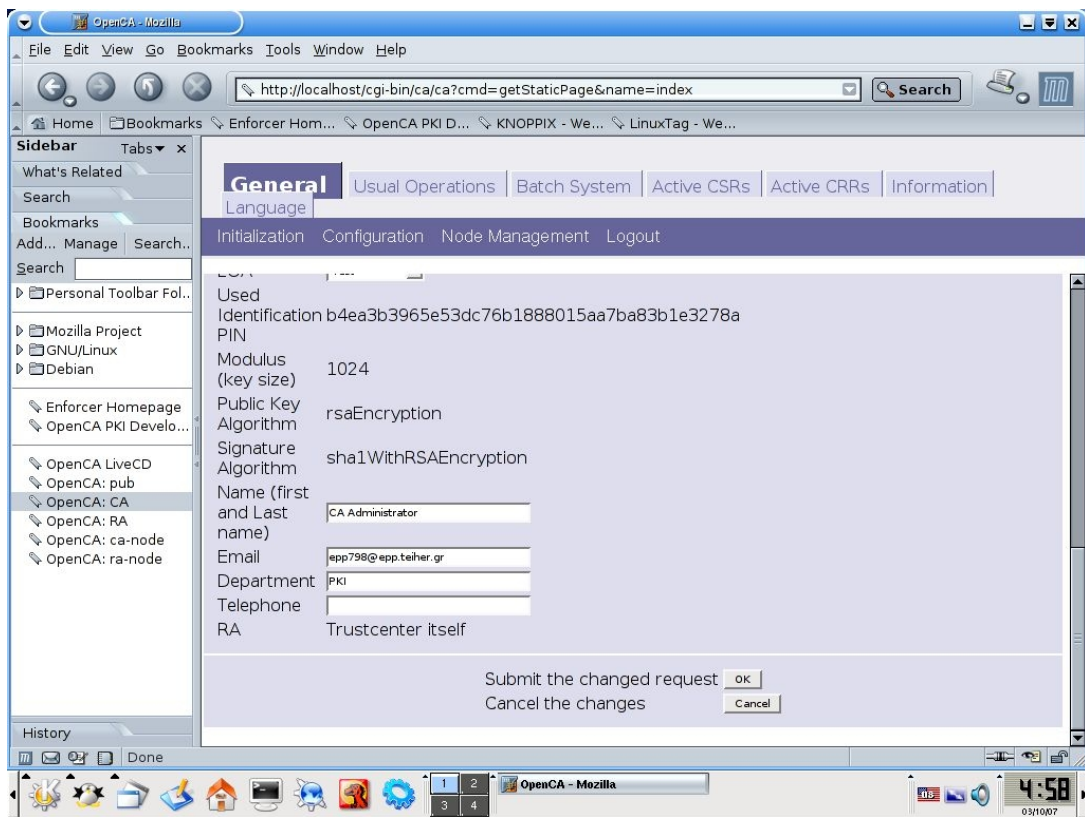 OpenCA - Mozilla
File Edit View Go Bookmarks Tools Window Help
http://localhost/cgi-bin/ca/ca?cmd=getStaticPage&name=index
Search
Home Bookmarks Enforcer Hom... OpenCA PKI D... KNOPPIX - We... LinuxTag - We...
Sidebar Tabs x
What's Related
Search
Bookmarks
Add... Manage Search..
Search
Personal Toolbar Fol..
Mozilla Project
GNU/Linux
Debian
Enforcer Homepage
OpenCA PKI Develo...
OpenCA LiveCD
OpenCA: pub
OpenCA: CA
OpenCA: RA
OpenCA: ca-node
OpenCA: ra-node
History
General Usual Operations Batch System Active CSRs Active CRRs Information
Language
Initialization Configuration Node Management Logout
Used
Identification b4ea3b3965e53dc76b1888015aa7ba83b1e3278a
PIN
Modulus
(key size) 1024
Public Key
Algorithm rsaEncryption
Signature
Algorithm sha1WithRSAEncryption
Name (first
and Last
name) CA Administrator
Email epp798@epp.teiher.gr
Department PKI
Telephone
RA Trustcenter itself
Submit the changed request OK
Cancel the changes Cancel
Done
1 2
3 4
OpenCA - Mozilla
US
4:58
03/10/07